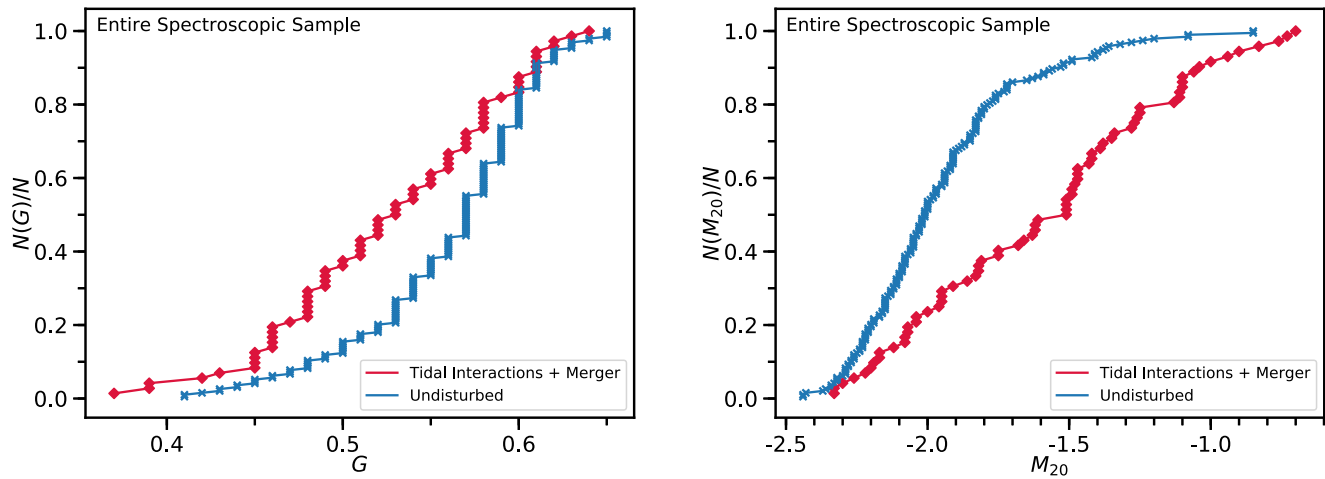 Entire Spectroscopic Sample
1.0
0.8
0.6
0.4
0.2
0.0
N(G)/N
0.4
0.5
0.6
G
Tidal Interactions + Merger
Undisturbed
Entire Spectroscopic Sample
1.0
0.8
0.6
0.4
0.2
0.0
N(M₂₀)/N
-2.5
-2.0
-1.5
-1.0
M₂₀
Tidal Interactions + Merger
Undisturbed